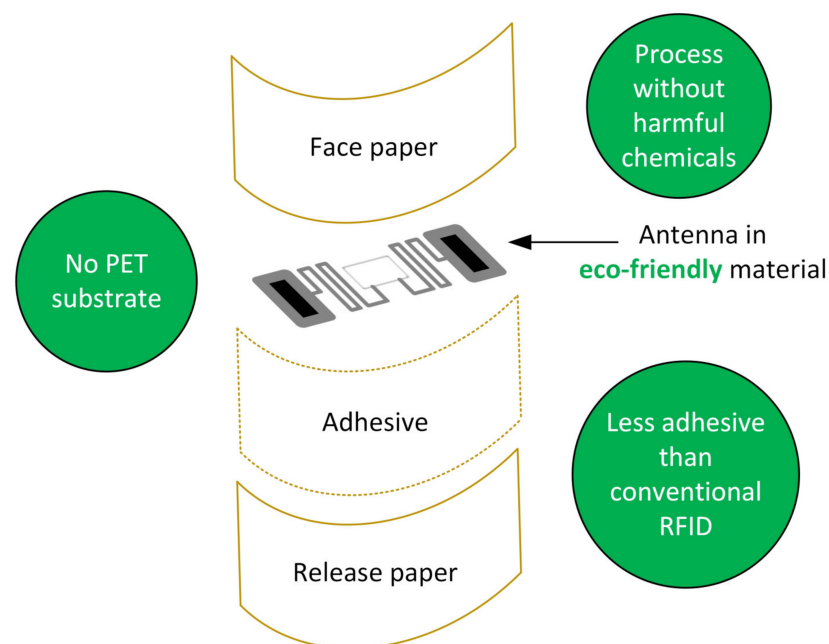 Process
without
harmful
chemicals
Face paper
No PET
substrate
Antenna in
eco-friendly material
Adhesive
Less adhesive
than
conventional
RFID
Release paper